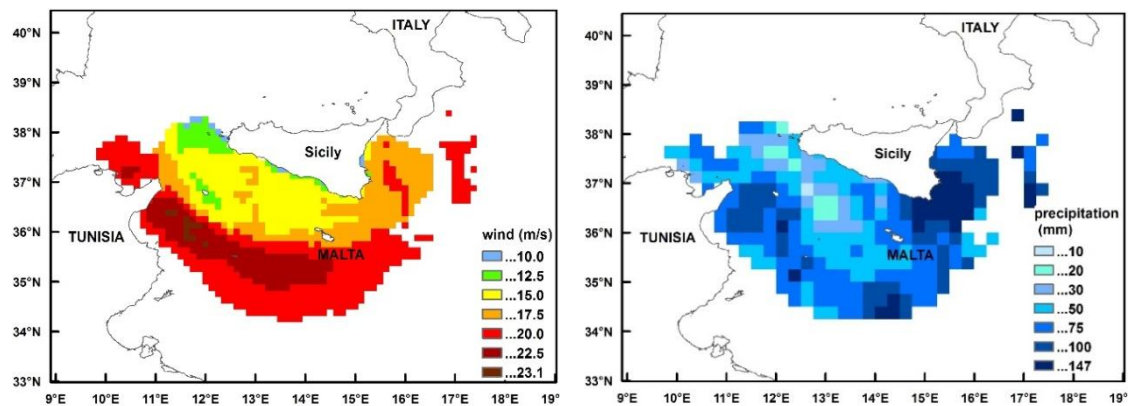 40°N
39°N
38°N
37°N
36°N
35°N
34°N
33°N
9°E 10°E 11°E 12°E 13°E 14°E 15°E 16°E 17°E 18°E 19°E
ITALY
Sicily
TUNISIA
MALTA
wind (m/s)
...10.0
...12.5
...15.0
...17.5
...20.0
...22.5
...23.1
40°N
39°N
38°N
37°N
36°N
35°N
34°N
33°N
9°E 10°E 11°E 12°E 13°E 14°E 15°E 16°E 17°E 18°E 19°E
ITALY
Sicily
TUNISIA
MALTA
precipitation
(mm)
...10
...20
...30
...50
...75
...100
...147